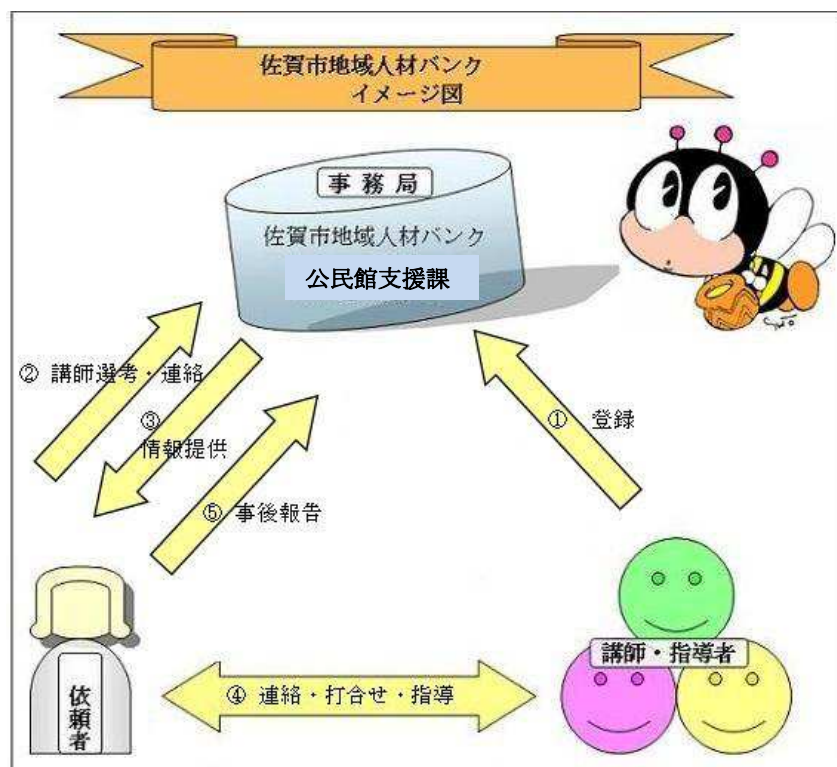 佐賀市地域人材バンク
イメージ図
事務局
佐賀市地域人材バンク
公民館支援課
② 講師選考・連絡
③
情報提供
① 登録
⑤ 事後報告
講師・指導者
依頼者
④ 連絡・打合せ・指導